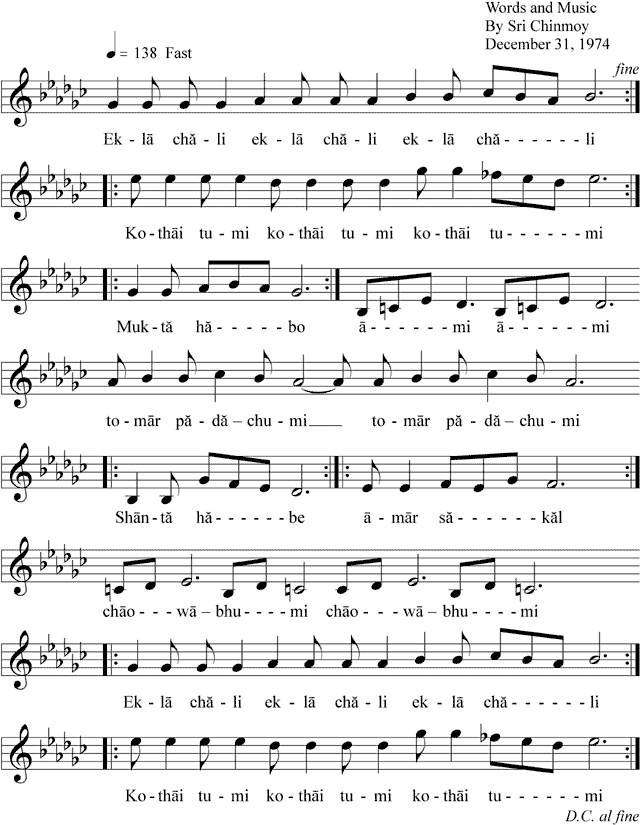 Words and Music
By Sri Chinmoy
December 31, 1974
= 138 Fast
fine
Ek - lā chă - li ek - lā chă - li ek - lā chă - - - - - - li
Ko - thāi tu - mi ko - thāi tu - mi ko - thāi tu - - - - - - mi
Muk - tă hă - - - - - bo ā - - - - - mi ā - - - - - mi
to - mār pă - dă – chu - mi to - mār pă - dă – chu - mi
Shān - tă hă - - - - - be ā - mār să - - - - - - kăl
chāo - - - wā – bhu - - - - mi chāo - - - wā – bhu - - - - mi
Ek - lā chă - li ek - lā chă - li ek - lā chă - - - - - - li
Ko - thāi tu - mi ko - thāi tu - mi ko - thāi tu - - - - - - mi
D.C. al fine